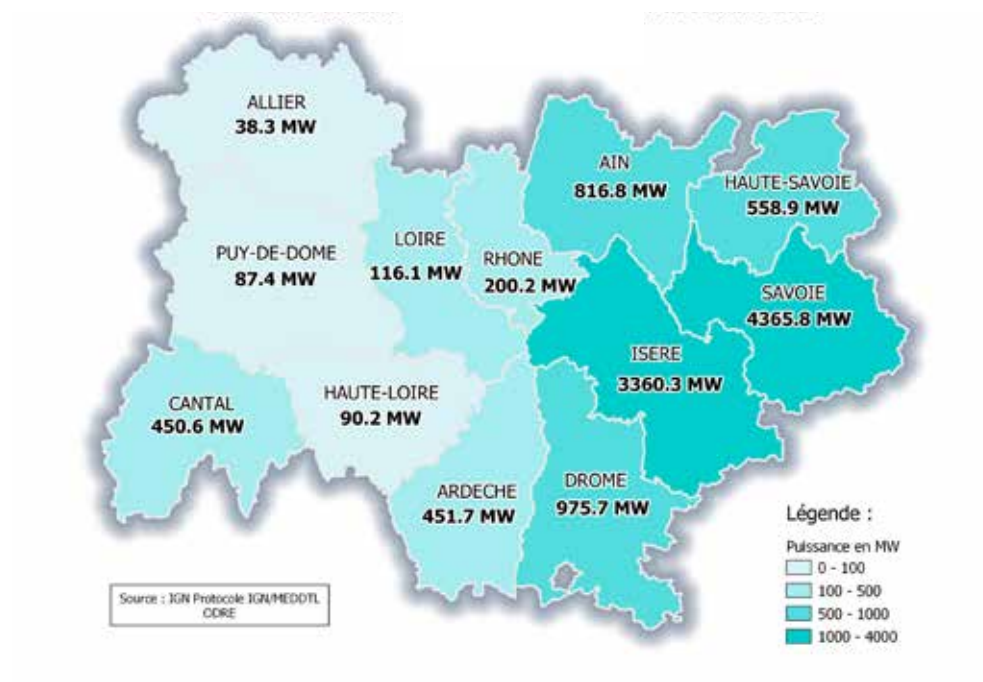 ALLIER
38.3 MW
AIN
816.8 MW
HAUTE-SAVOIE
558.9 MW
PUY-DE-DOME
87.4 MW
LOIRE
116.1 MW
RHONE
200.2 MW
SAVOIE
4365.8 MW
ISERE
3360.3 MW
CANTAL
450.6 MW
HAUTE-LOIRE
90.2 MW
ARDECHE
451.7 MW
DROME
975.7 MW
Légende :
Puissance en MW
0 - 100
100 - 500
500 - 1000
1000 - 4000
Source : IGN Protocole IGN/MEDDTL
ODRE